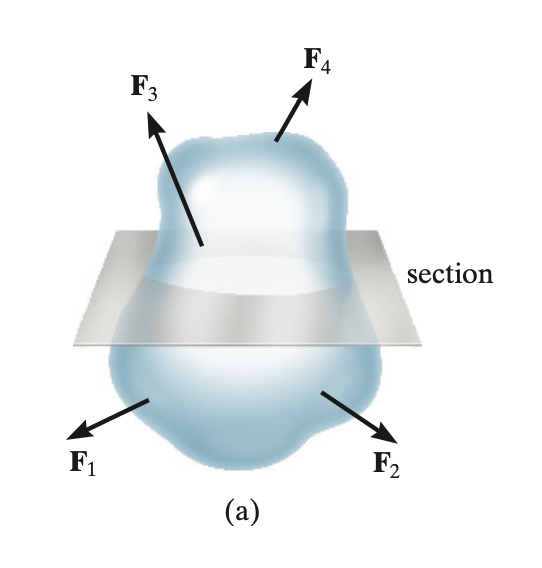 F₄
F₃
section
F₁
F₂
(a)